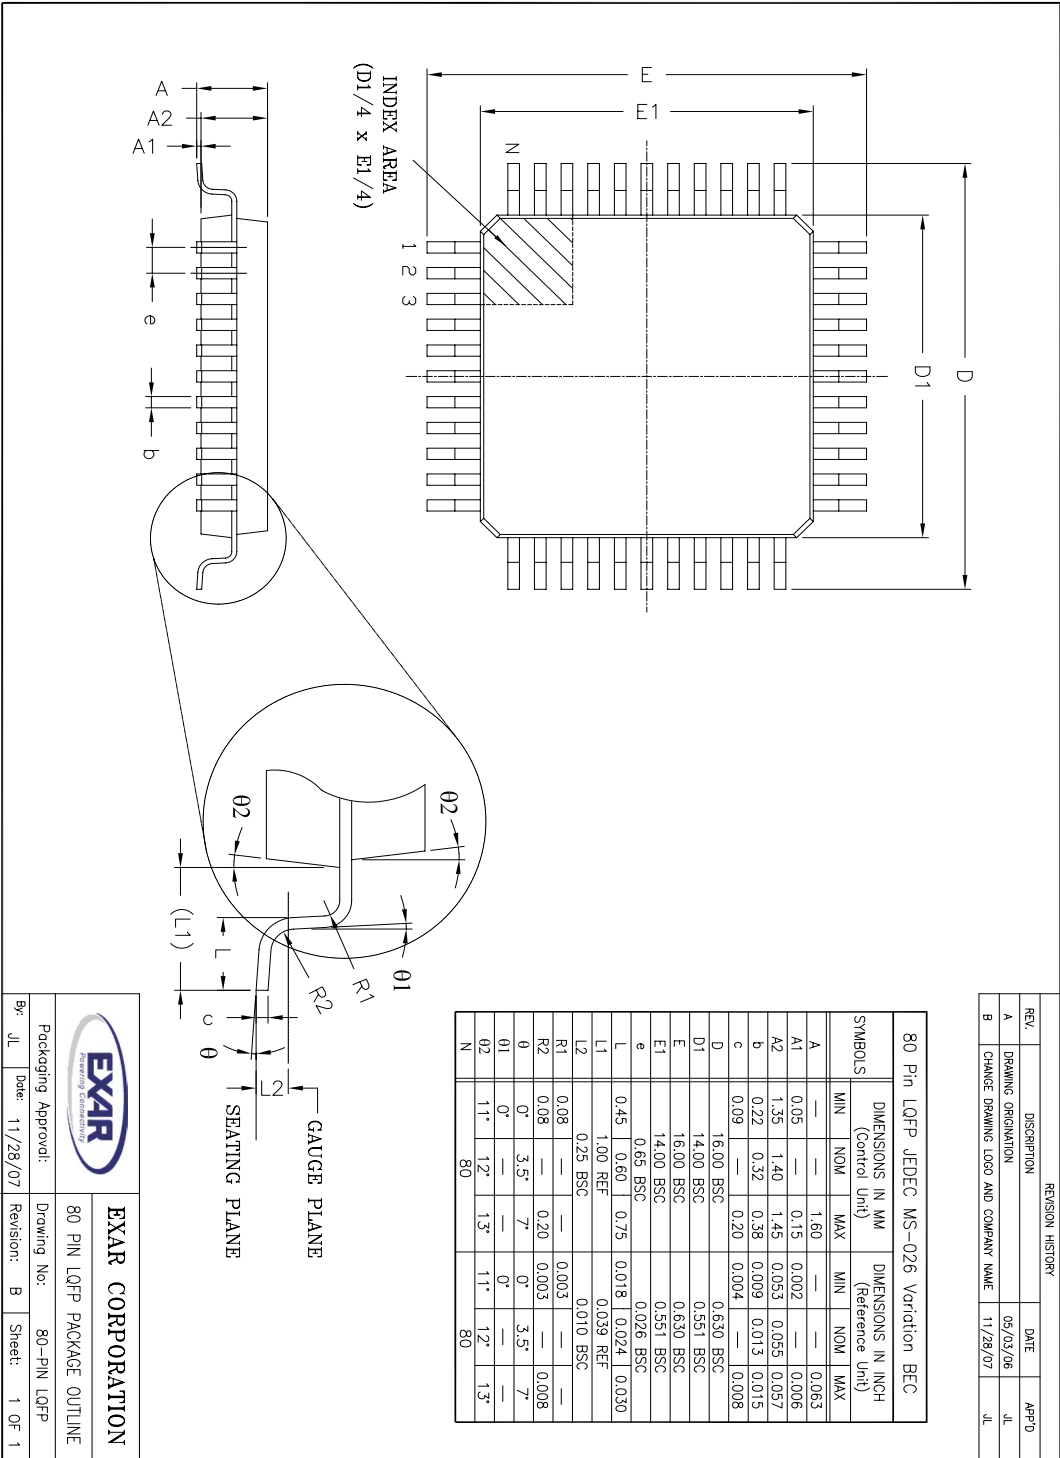 REVISION HISTORY
REV. DISCRIPTION DATE APP'D
A DRAWING ORIGINATION 05/03/06 JL
B CHANGE DRAWING LOGO AND COMPANY NAME 11/28/07 JL
D
D1
E
E1
N
1 2 3
INDEX AREA
(D1/4 x E1/4)
A
A2
A1
e
b
θ2
θ2
θ1
R1
R2
L
(L1)
c
θ
L2
GAUGE PLANE
SEATING PLANE
80 Pin LQFP JEDEC MS-026 Variation BEC
SYMBOLS DIMENSIONS IN MM (Control Unit) DIMENSIONS IN INCH (Reference Unit)
MIN NOM MAX MIN NOM MAX
A — — 1.60 — — 0.063
A1 0.05 — 0.15 0.002 — 0.006
A2 1.35 1.40 1.45 0.053 0.055 0.057
b 0.22 0.32 0.38 0.009 0.013 0.015
c 0.09 — 0.20 0.004 — 0.008
D 16.00 BSC 0.630 BSC
D1 14.00 BSC 0.551 BSC
E 16.00 BSC 0.630 BSC
E1 14.00 BSC 0.551 BSC
e 0.65 BSC 0.026 BSC
L 0.45 0.60 0.75 0.018 0.024 0.030
L1 1.00 REF 0.039 REF
L2 0.25 BSC 0.010 BSC
R1 0.08 — — 0.003 — —
R2 0.08 — 0.20 0.003 — 0.008
θ 0° 3.5° 7° 0° 3.5° 7°
θ1 0° — — 0° — —
θ2 11° 12° 13° 11° 12° 13°
N 80 80
EXAR
Powering Connectivity
EXAR CORPORATION
80 PIN LQFP PACKAGE OUTLINE
Packaging Approval: Drawing No: 80-PIN LQFP
By: JL Date: 11/28/07 Revision: B Sheet: 1 OF 1